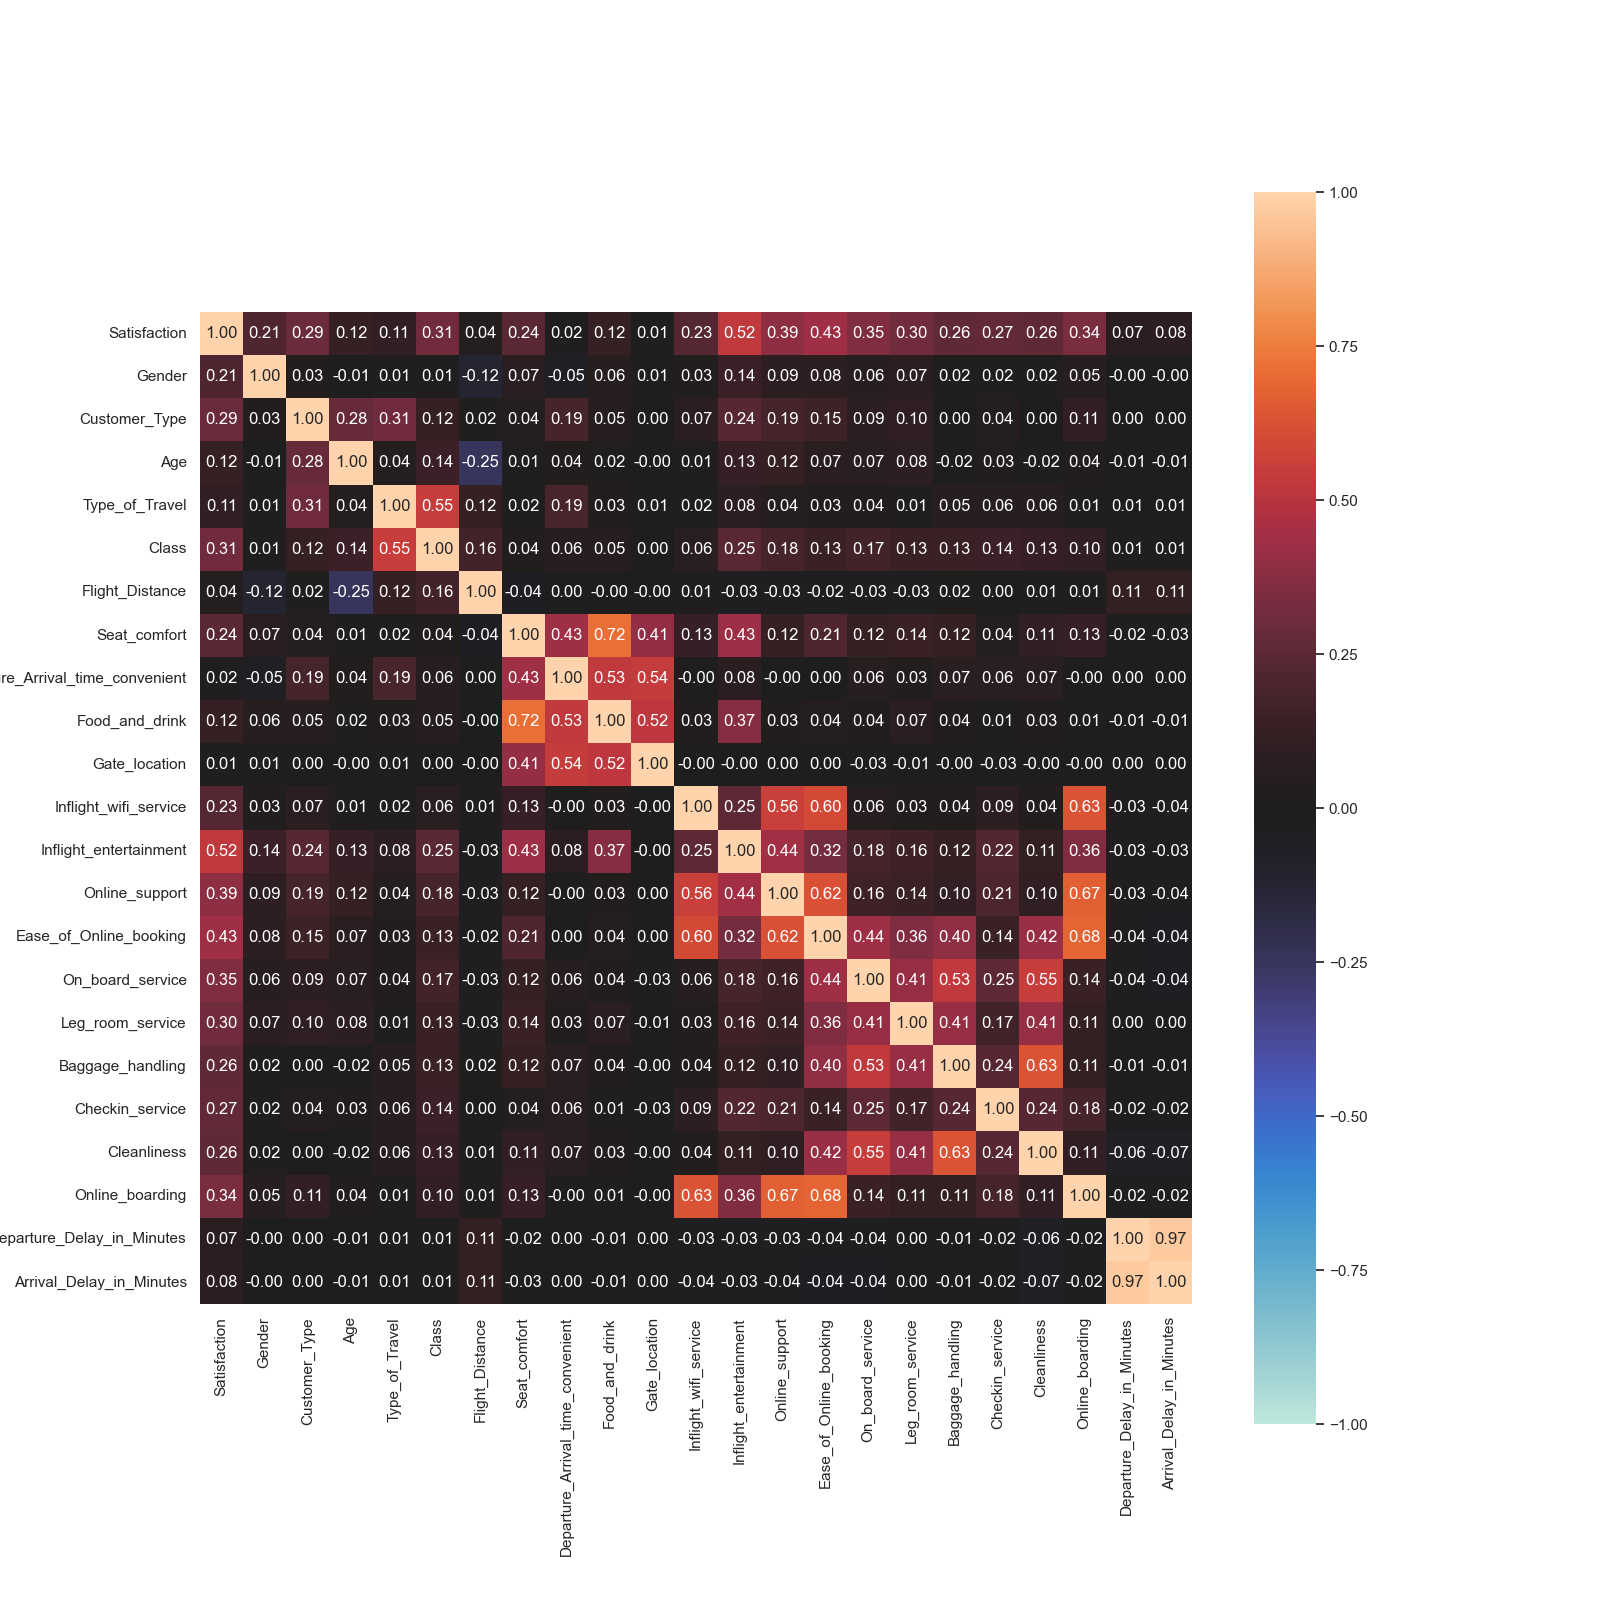 1.00
Satisfaction 1.00 0.21 0.29 0.12 0.11 0.31 0.04 0.24 0.02 0.12 0.01 0.23 0.52 0.39 0.43 0.35 0.30 0.26 0.27 0.26 0.34 0.07 0.08
0.75
Gender 0.21 1.00 0.03 -0.01 0.01 0.01 -0.12 0.07 -0.05 0.06 0.01 0.03 0.14 0.09 0.08 0.06 0.07 0.02 0.02 0.02 0.05 -0.00 -0.00
Customer_Type 0.29 0.03 1.00 0.28 0.31 0.12 0.02 0.04 0.19 0.05 0.00 0.07 0.24 0.19 0.15 0.09 0.10 0.00 0.04 0.00 0.11 0.00 0.00
Age 0.12 -0.01 0.28 1.00 0.04 0.14 -0.25 0.01 0.04 0.02 -0.00 0.01 0.13 0.12 0.07 0.07 0.08 -0.02 0.03 -0.02 0.04 -0.01 -0.01
0.50
Type_of_Travel 0.11 0.01 0.31 0.04 1.00 0.55 0.12 0.02 0.19 0.03 0.01 0.02 0.08 0.04 0.03 0.04 0.01 0.05 0.06 0.06 0.01 0.01 0.01
Class 0.31 0.01 0.12 0.14 0.55 1.00 0.16 0.04 0.06 0.05 0.00 0.06 0.25 0.18 0.13 0.17 0.13 0.13 0.14 0.13 0.10 0.01 0.01
Flight_Distance 0.04 -0.12 0.02 -0.25 0.12 0.16 1.00 -0.04 0.00 -0.00 -0.00 0.01 -0.03 -0.03 -0.02 -0.03 -0.03 0.02 0.00 0.01 0.01 0.11 0.11
Seat_comfort 0.24 0.07 0.04 0.01 0.02 0.04 -0.04 1.00 0.43 0.72 0.41 0.13 0.43 0.12 0.21 0.12 0.14 0.12 0.04 0.11 0.13 -0.02 -0.03
0.25
re_Arrival_time_convenient 0.02 -0.05 0.19 0.04 0.19 0.06 0.00 0.43 1.00 0.53 0.54 -0.00 0.08 -0.00 0.00 0.06 0.03 0.07 0.06 0.07 -0.00 0.00 0.00
Food_and_drink 0.12 0.06 0.05 0.02 0.03 0.05 -0.00 0.72 0.53 1.00 0.52 0.03 0.37 0.03 0.04 0.04 0.07 0.04 0.01 0.03 0.01 -0.01 -0.01
Gate_location 0.01 0.01 0.00 -0.00 0.01 0.00 -0.00 0.41 0.54 0.52 1.00 -0.00 -0.00 0.00 0.00 -0.03 -0.01 -0.00 -0.03 -0.00 -0.00 0.00 0.00
Inflight_wifi_service 0.23 0.03 0.07 0.01 0.02 0.06 0.01 0.13 -0.00 0.03 -0.00 1.00 0.25 0.56 0.60 0.06 0.03 0.04 0.09 0.04 0.63 -0.03 -0.04
0.00
Inflight_entertainment 0.52 0.14 0.24 0.13 0.08 0.25 -0.03 0.43 0.08 0.37 -0.00 0.25 1.00 0.44 0.32 0.18 0.16 0.12 0.22 0.11 0.36 -0.03 -0.03
Online_support 0.39 0.09 0.19 0.12 0.04 0.18 -0.03 0.12 -0.00 0.03 0.00 0.56 0.44 1.00 0.62 0.16 0.14 0.10 0.21 0.10 0.67 -0.03 -0.04
Ease_of_Online_booking 0.43 0.08 0.15 0.07 0.03 0.13 -0.02 0.21 0.00 0.04 0.00 0.60 0.32 0.62 1.00 0.44 0.36 0.40 0.14 0.42 0.68 -0.04 -0.04
−0.25
On_board_service 0.35 0.06 0.09 0.07 0.04 0.17 -0.03 0.12 0.06 0.04 -0.03 0.06 0.18 0.16 0.44 1.00 0.41 0.53 0.25 0.55 0.14 -0.04 -0.04
Leg_room_service 0.30 0.07 0.10 0.08 0.01 0.13 -0.03 0.14 0.03 0.07 -0.01 0.03 0.16 0.14 0.36 0.41 1.00 0.41 0.17 0.41 0.11 0.00 0.00
Baggage_handling 0.26 0.02 0.00 -0.02 0.05 0.13 0.02 0.12 0.07 0.04 -0.00 0.04 0.12 0.10 0.40 0.53 0.41 1.00 0.24 0.63 0.11 -0.01 -0.01
Checkin_service 0.27 0.02 0.04 0.03 0.06 0.14 0.00 0.04 0.06 0.01 -0.03 0.09 0.22 0.21 0.14 0.25 0.17 0.24 1.00 0.24 0.18 -0.02 -0.02
−0.50
Cleanliness 0.26 0.02 0.00 -0.02 0.06 0.13 0.01 0.11 0.07 0.03 -0.00 0.04 0.11 0.10 0.42 0.55 0.41 0.63 0.24 1.00 0.11 -0.06 -0.07
Online_boarding 0.34 0.05 0.11 0.04 0.01 0.10 0.01 0.13 -0.00 0.01 -0.00 0.63 0.36 0.67 0.68 0.14 0.11 0.11 0.18 0.11 1.00 -0.02 -0.02
eparture_Delay_in_Minutes 0.07 -0.00 0.00 -0.01 0.01 0.01 0.11 -0.02 0.00 -0.01 0.00 -0.03 -0.03 -0.03 -0.04 -0.04 0.00 -0.01 -0.02 -0.06 -0.02 1.00 0.97
−0.75
Arrival_Delay_in_Minutes 0.08 -0.00 0.00 -0.01 0.01 0.01 0.11 -0.03 0.00 -0.01 0.00 -0.04 -0.03 -0.04 -0.04 -0.04 0.00 -0.01 -0.02 -0.07 -0.02 0.97 1.00
−1.00
Satisfaction
Gender
Customer_Type
Age
Type_of_Travel
Class
Flight_Distance
Seat_comfort
Departure_Arrival_time_convenient
Food_and_drink
Gate_location
Inflight_wifi_service
Inflight_entertainment
Online_support
Ease_of_Online_booking
On_board_service
Leg_room_service
Baggage_handling
Checkin_service
Cleanliness
Online_boarding
Departure_Delay_in_Minutes
Arrival_Delay_in_Minutes